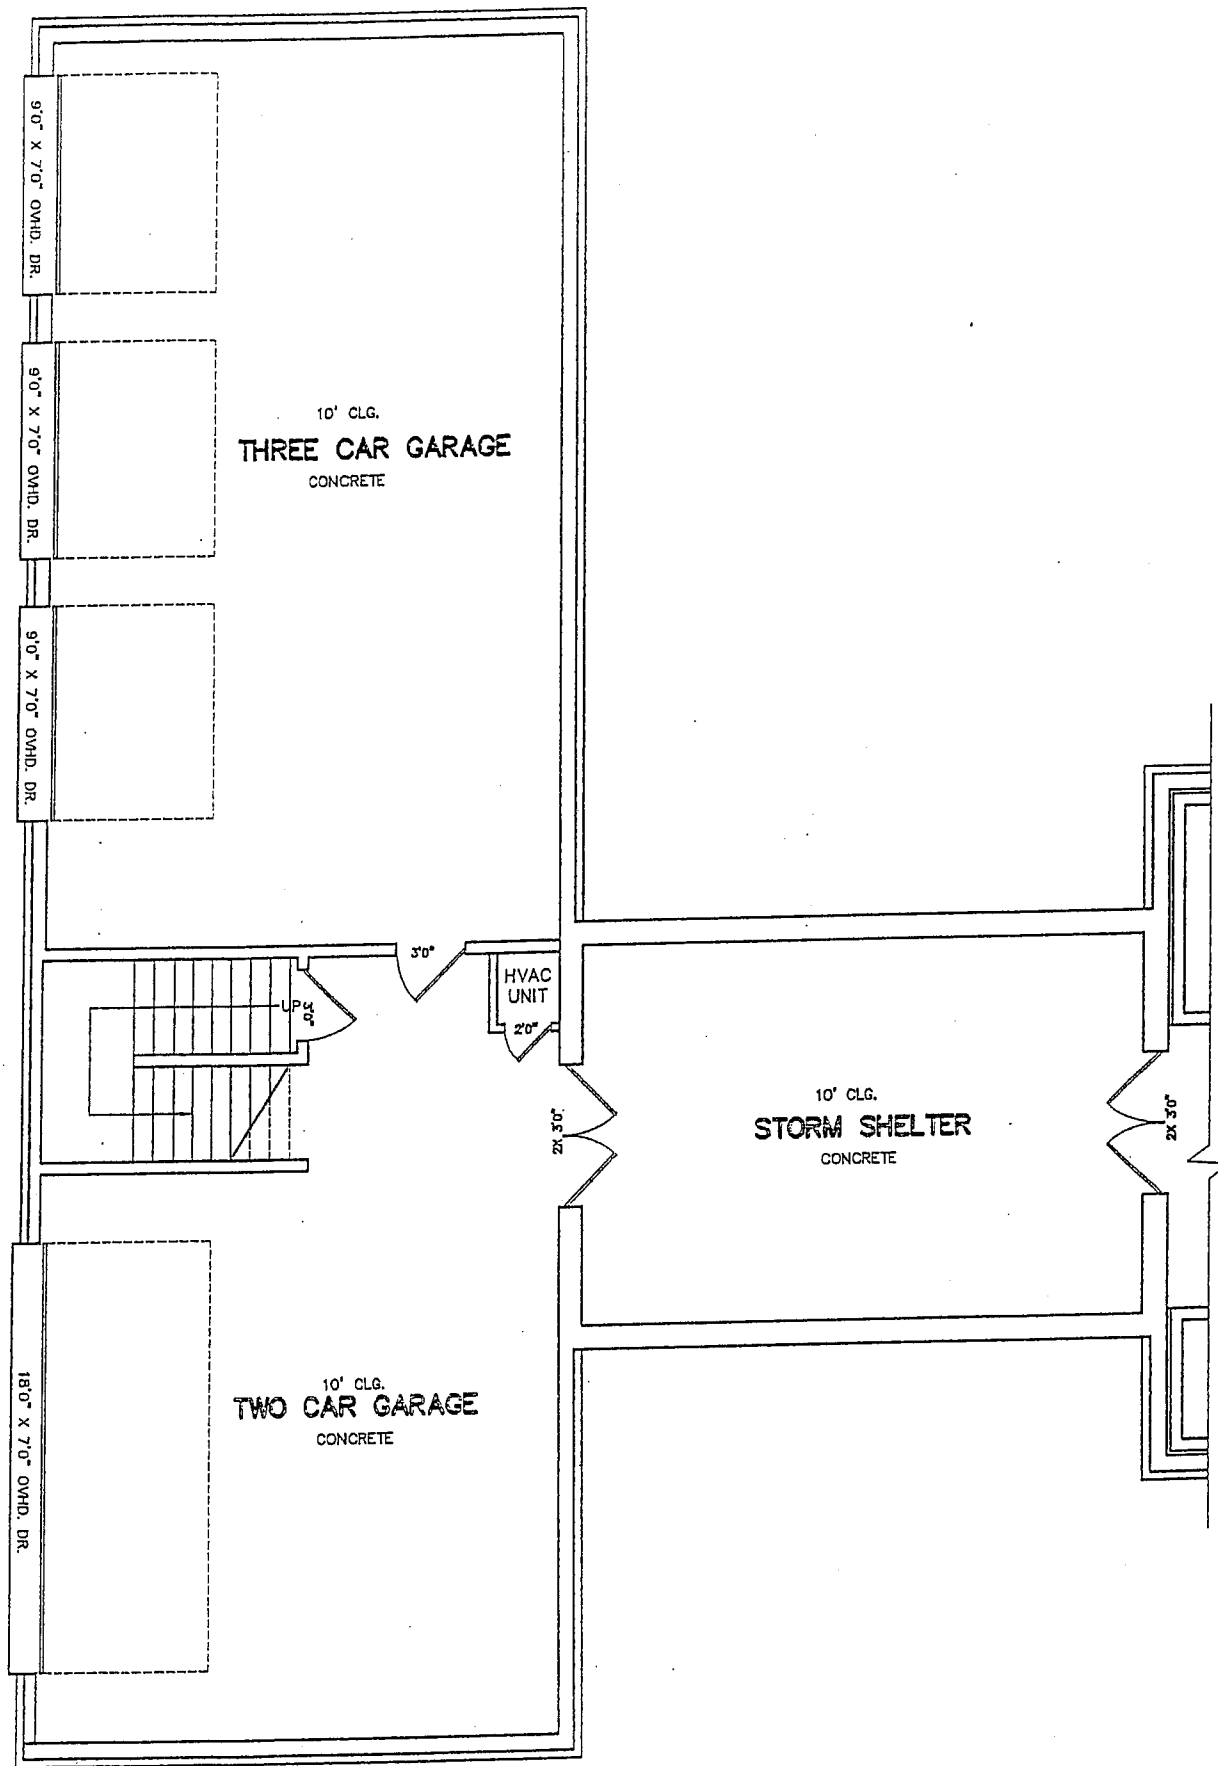 9'0" X 7'0" OVHD. DR.
9'0" X 7'0" OVHD. DR.
10' CLG.
THREE CAR GARAGE
CONCRETE
9'0" X 7'0" OVHD. DR.
3'0"
HVAC
UNIT
2'0"
UP
3'0"
2X 3'0"
10' CLG.
STORM SHELTER
CONCRETE
2X 3'0"
18'0" X 7'0" OVHD. DR.
10' CLG.
TWO CAR GARAGE
CONCRETE